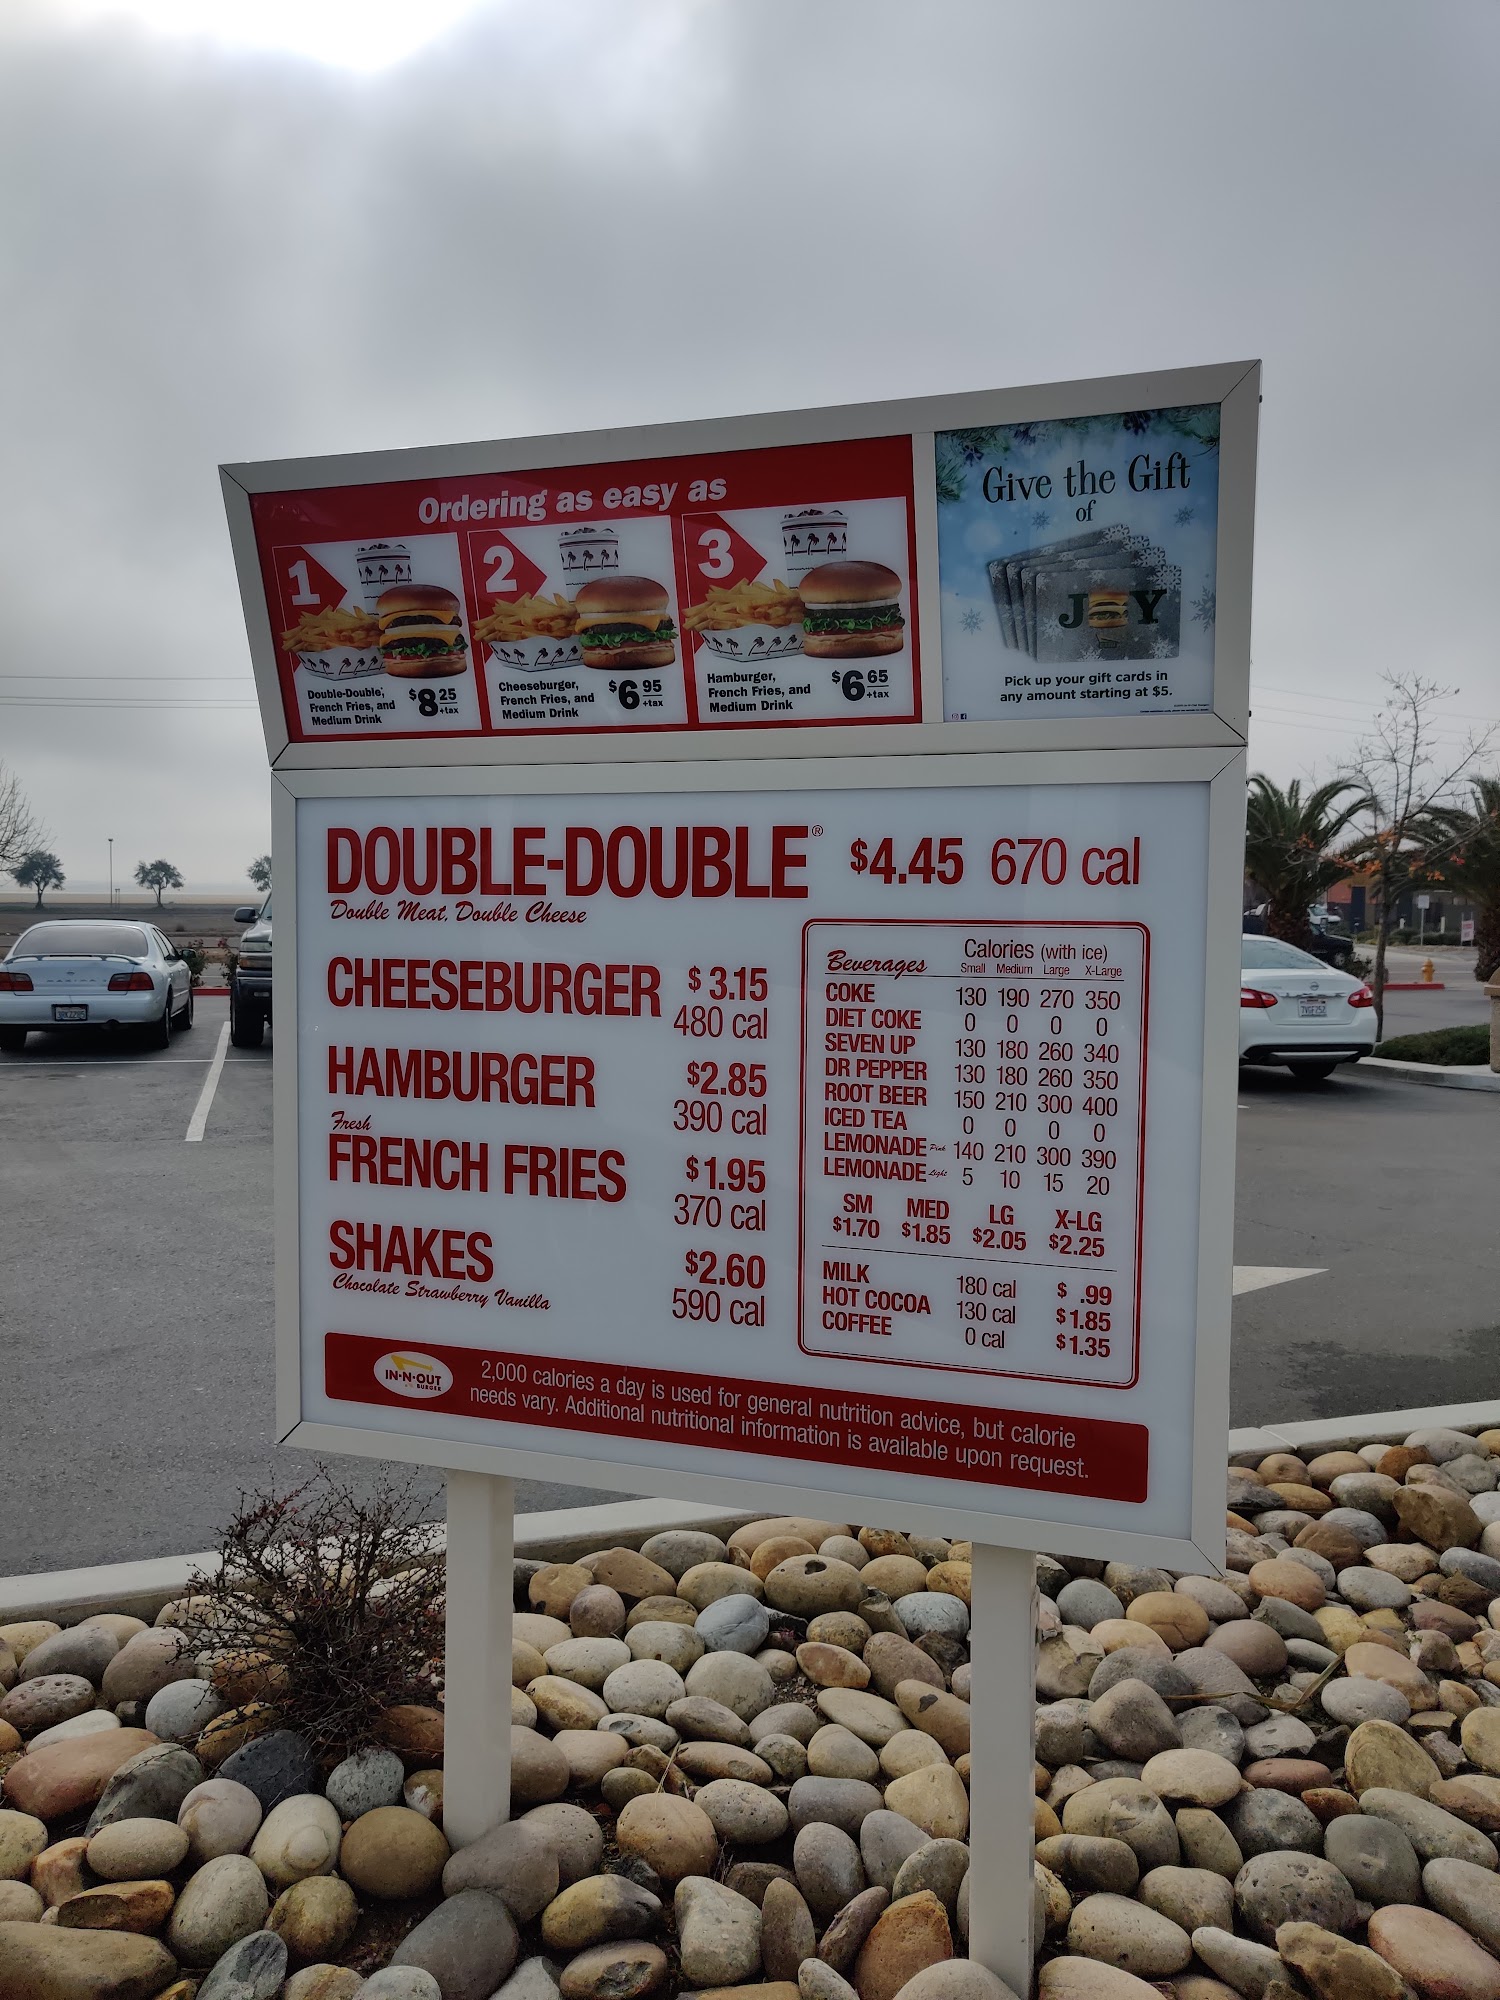 Ordering as easy as
1
Double-Double®,
French Fries, and
Medium Drink
$8 25
+tax
2
Cheeseburger,
French Fries, and
Medium Drink
$6 95
+tax
3
Hamburger,
French Fries, and
Medium Drink
$6 65
+tax
Give the Gift
of
J Y
Pick up your gift cards in
any amount starting at $5.
DOUBLE-DOUBLE® $4.45 670 cal
Double Meat, Double Cheese
CHEESEBURGER $3.15
480 cal
HAMBURGER $2.85
390 cal
Fresh
FRENCH FRIES $1.95
370 cal
SHAKES $2.60
Chocolate Strawberry Vanilla 590 cal
Beverages Calories (with ice)
Small Medium Large X-Large
COKE 130 190 270 350
DIET COKE 0 0 0 0
SEVEN UP 130 180 260 340
DR PEPPER 130 180 260 350
ROOT BEER 150 210 300 400
ICED TEA 0 0 0 0
LEMONADE Pink 140 210 300 390
LEMONADE Light 5 10 15 20
SM MED LG X-LG
$1.70 $1.85 $2.05 $2.25
MILK 180 cal $ .99
HOT COCOA 130 cal $1.85
COFFEE 0 cal $1.35
IN-N-OUT
BURGER
2,000 calories a day is used for general nutrition advice, but calorie
needs vary. Additional nutritional information is available upon request.